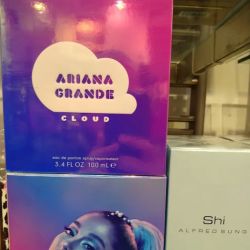 ARIANA
GRANDE
CLOUD
eau de parfum spray/vaporisateur
3.4 FL OZ 100 mL ℮
Shi
ALFRED SUNG